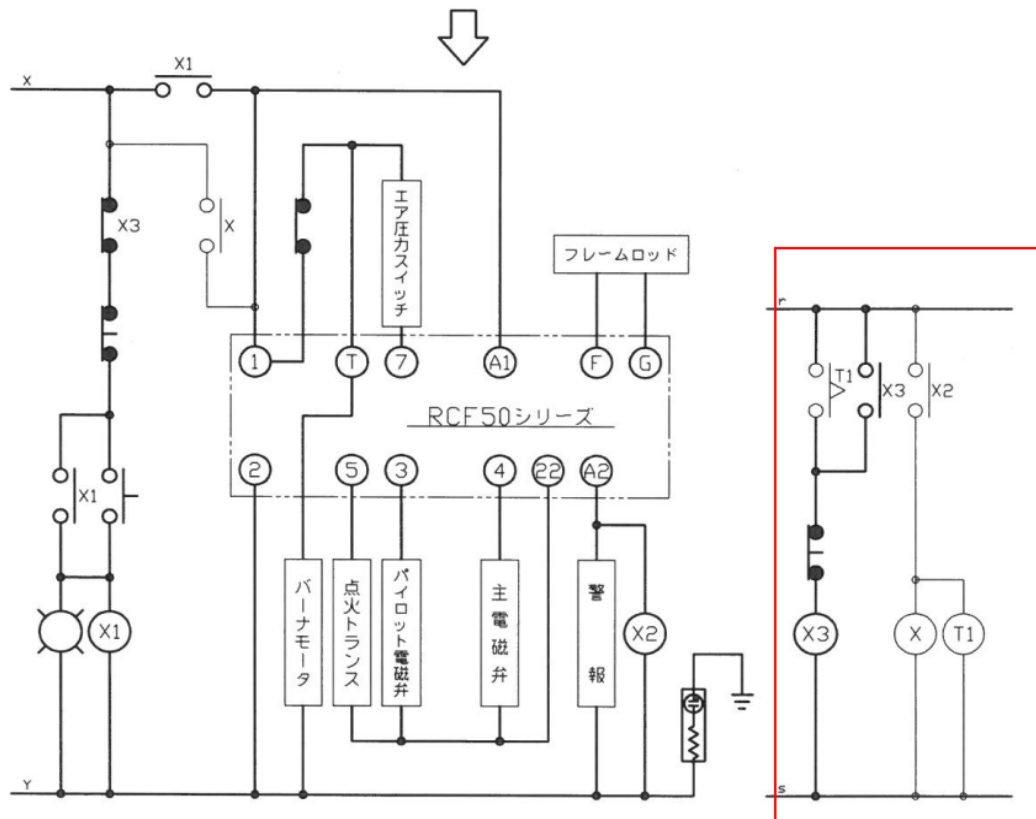 X1
x
X3
X
エア圧力スイッチ
フレームロッド
1
T
7
A1
F
G
RCF50シリーズ
2
5
3
4
22
A2
X1
X1
バーナモータ
点火トランス
パイロット電磁弁
主電磁弁
警報
X2
Y
r
T1
X3
X2
X3
X
T1
s